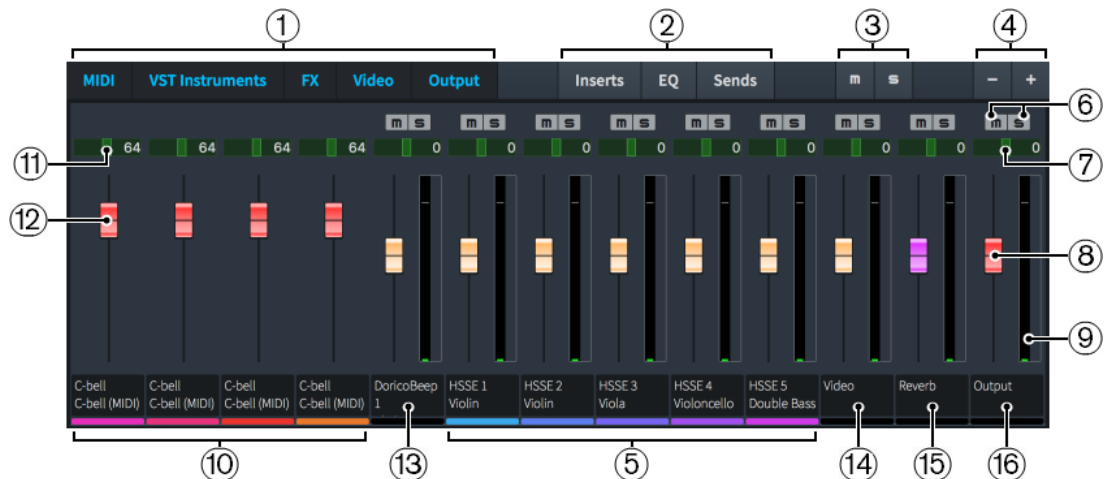 ① ② ③ ④
MIDI VST Instruments FX Video Output Inserts EQ Sends m s − +
m s m s m s m s m s m s m s m s m s ⑥
⑪ 64 64 64 64 0 0 0 0 0 0 0 0 0 ⑦
⑫
⑧
⑨
C-bell C-bell C-bell C-bell DoricoBeep HSSE 1 HSSE 2 HSSE 3 HSSE 4 HSSE 5 Video Reverb Output
C-bell (MIDI) C-bell (MIDI) C-bell (MIDI) C-bell (MIDI) 1 Violin Violin Viola Violoncello Double Bass
⑩ ⑬ ⑤ ⑭ ⑮ ⑯